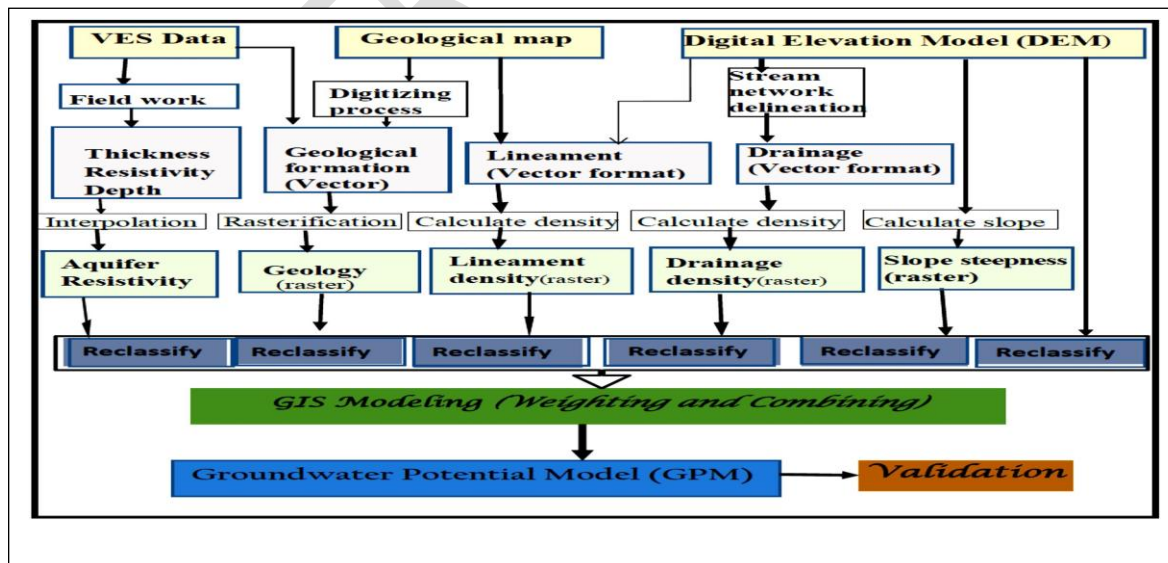 VES Data
Geological map
Digital Elevation Model (DEM)
Field work
Digitizing
process
Stream
network
delineation
Thickness
Resistivity
Depth
Geological
formation
(Vector)
Lineament
(Vector format)
Drainage
(Vector format)
Interpolation
Rasterification
Calculate density
Calculate density
Calculate slope
Aquifer
Resistivity
Geology
(raster)
Lineament
density(raster)
Drainage
density(raster)
Slope steepness
(raster)
Reclassify
Reclassify
Reclassify
Reclassify
Reclassify
Reclassify
GIS Modeling (Weighting and Combining)
Groundwater Potential Model (GPM)
Validation